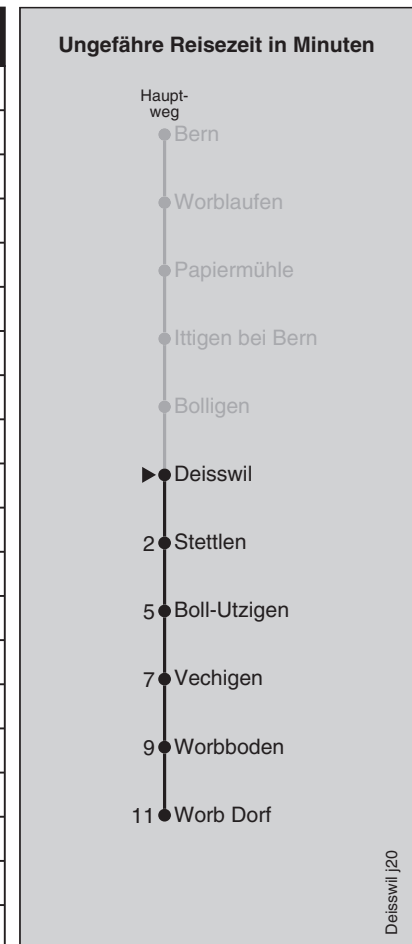 Ungefähre Reisezeit in Minuten
Haupt-
weg
Bern
Worblaufen
Papiermühle
Ittigen bei Bern
Bolligen
Deisswil
2 Stettlen
5 Boll-Utzigen
7 Vechigen
9 Worbboden
11 Worb Dorf
Deisswil j20